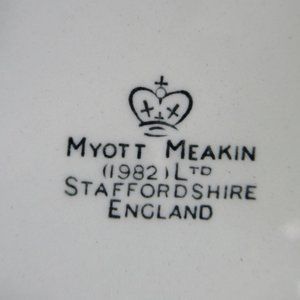 MYOTT MEAKIN
(1982) LTD
STAFFORDSHIRE
ENGLAND